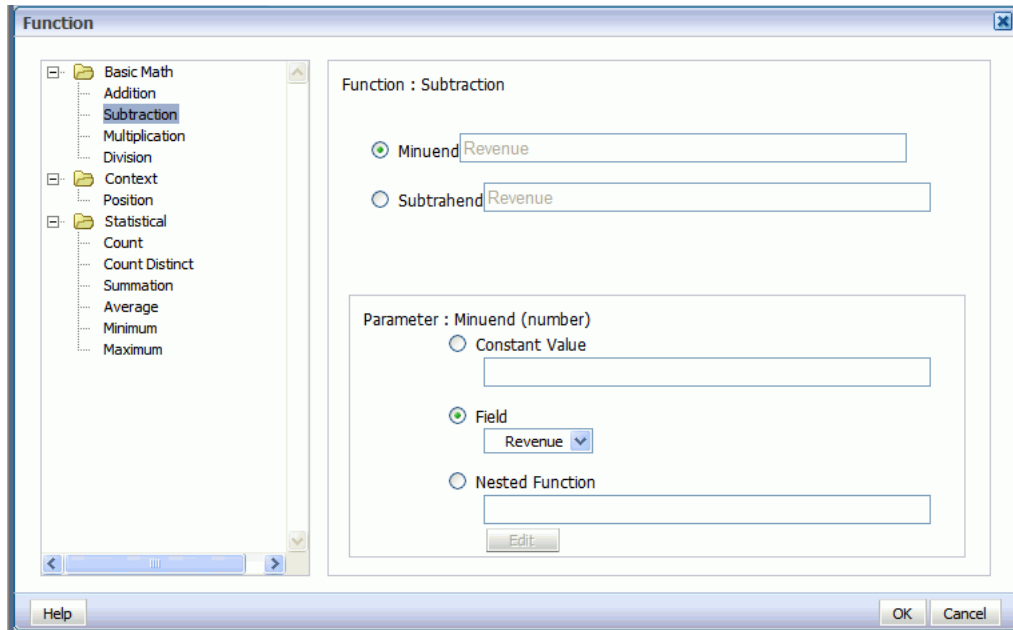 Function
Basic Math
Addition
Subtraction
Multiplication
Division
Context
Position
Statistical
Count
Count Distinct
Summation
Average
Minimum
Maximum
Function : Subtraction
Minuend Revenue
Subtrahend Revenue
Parameter : Minuend (number)
Constant Value
Field
Revenue
Nested Function
Edit
Help
OK Cancel